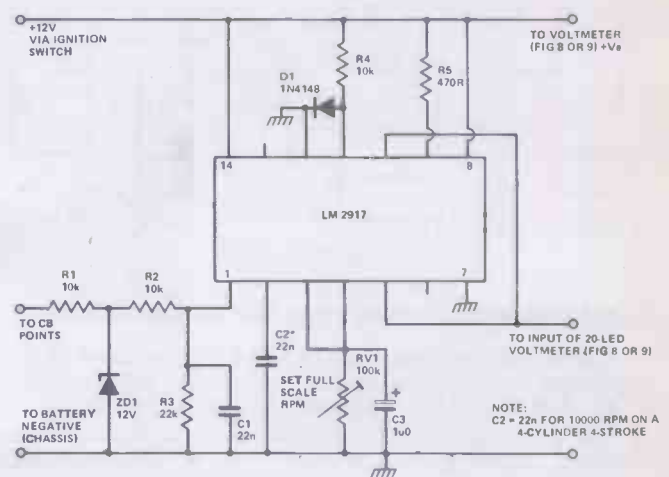 +12V
VIA IGNITION
SWITCH
TO VOLTMETER
(FIG 8 OR 9) +Ve
R4
10k
D1
1N4148
R5
470R
14
8
LM 2917
1
7
R1
10k
R2
10k
TO CB
POINTS
C2*
22n
RV1
100k
SET FULL
SCALE
RPM
TO INPUT OF 20-LED
VOLTMETER (FIG 8 OR 9)
ZD1
12V
R3
22k
C1
22n
+
C3
1u0
TO BATTERY
NEGATIVE
(CHASSIS)
NOTE:
C2 = 22n FOR 10000 RPM ON A
4-CYLINDER 4-STROKE